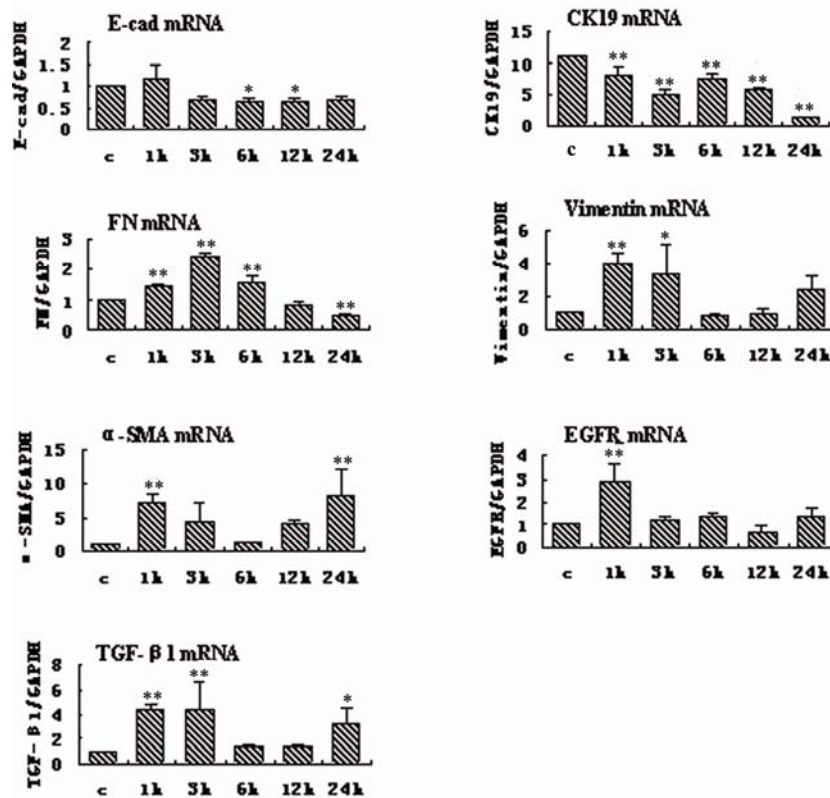 E-cad mRNA
E-cad/GAPDH
2
1.5
1
0.5
0
* *
c 1h 3h 6h 12h 24h
CK19 mRNA
CK19/GAPDH
15
10
5
0
** ** ** ** **
c 1h 3h 6h 12h 24h
FN mRNA
FN/GAPDH
3
2
1
0
** ** ** **
c 1h 3h 6h 12h 24h
Vimentin mRNA
Vimentin/GAPDH
6
4
2
0
** *
c 1h 3h 6h 12h 24h
α-SMA mRNA
α-SMA/GAPDH
15
10
5
0
** **
c 1h 3h 6h 12h 24h
EGFR mRNA
EGFR/GAPDH
4
3
2
1
0
**
c 1h 3h 6h 12h 24h
TGF-β1 mRNA
TGF-β1/GAPDH
8
6
4
2
0
** ** *
c 1h 3h 6h 12h 24h